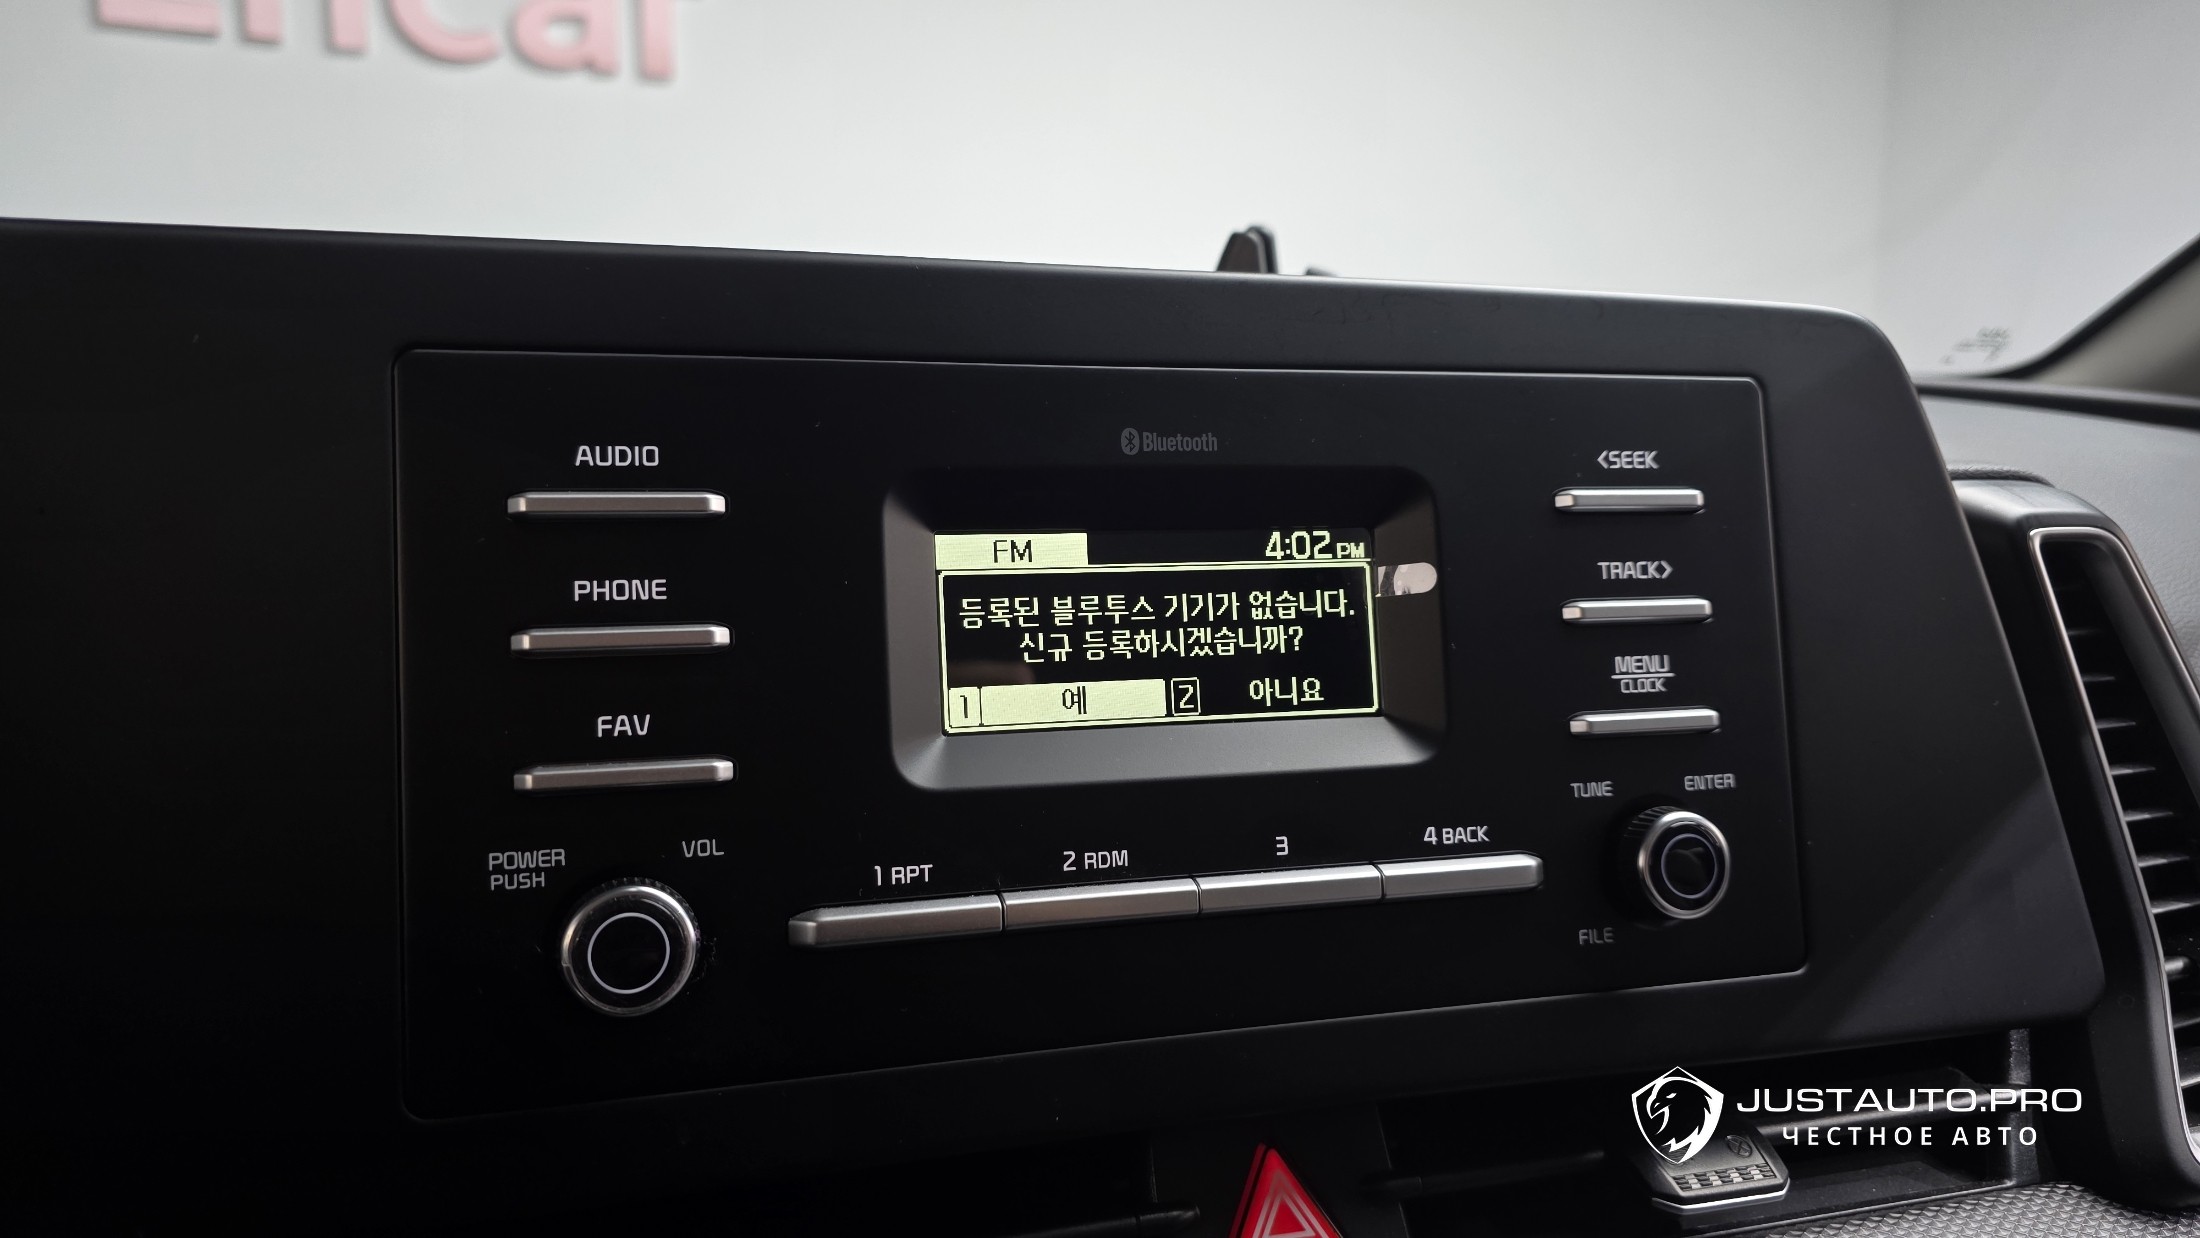 Encar
Bluetooth
AUDIO
PHONE
FAV
POWER
PUSH
VOL
FM
4:02 PM
등록된 블루투스 기기가 없습니다.
신규 등록하시겠습니까?
1 예 2 아니요
1 RPT
2 RDM
3
4 BACK
<SEEK
TRACK>
MENU
CLOCK
TUNE
ENTER
FILE
JUSTAUTO.PRO
ЧЕСТНОЕ АВТО